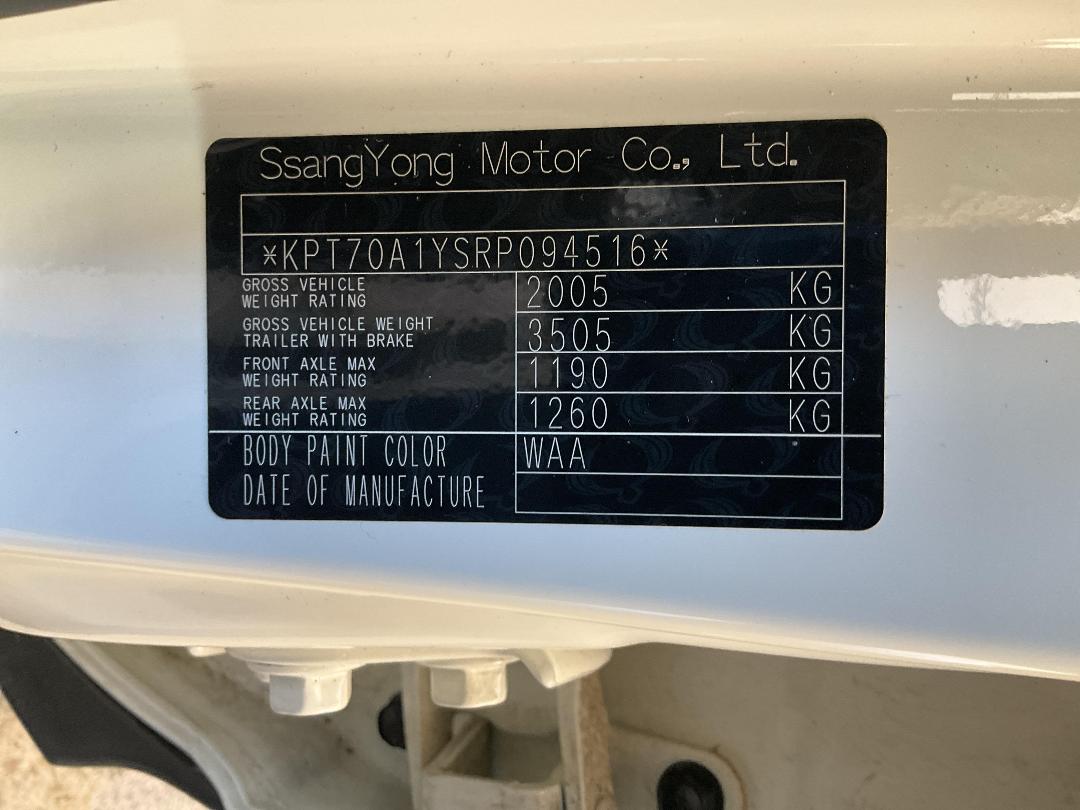 SsangYong Motor Co., Ltd.
*KPT70A1YSRP094516*
GROSS VEHICLE
WEIGHT RATING 2005 KG
GROSS VEHICLE WEIGHT
TRAILER WITH BRAKE 3505 KG
FRONT AXLE MAX
WEIGHT RATING 1190 KG
REAR AXLE MAX
WEIGHT RATING 1260 KG
BODY PAINT COLOR WAA
DATE OF MANUFACTURE